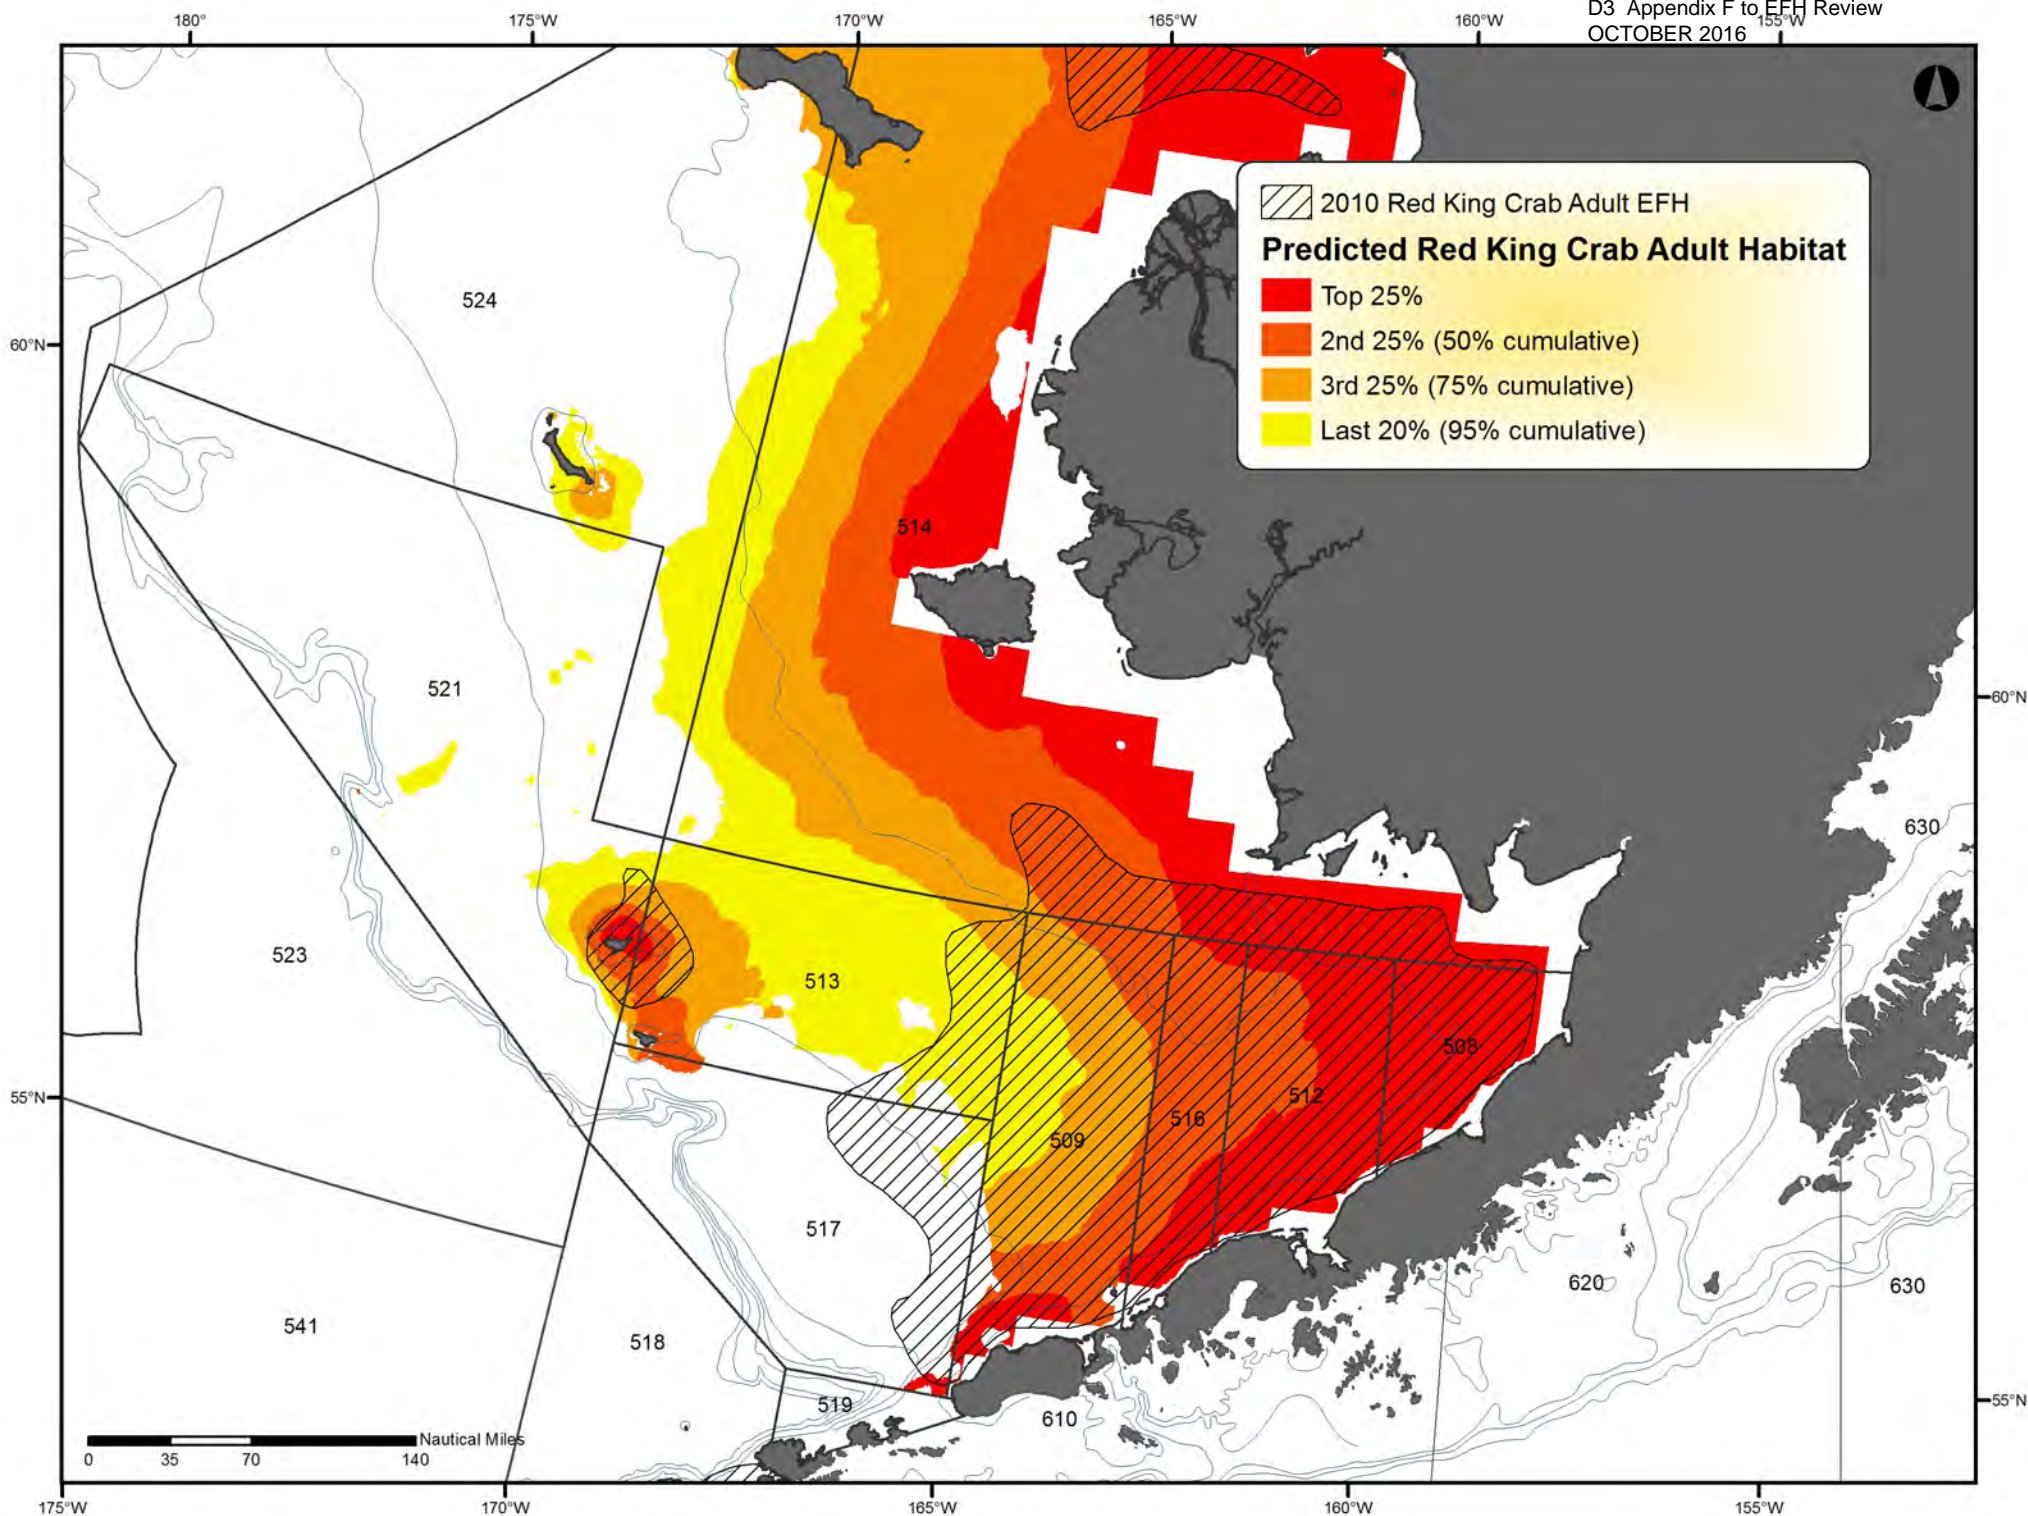 D3 Appendix F to EFH Review
OCTOBER 2016
180°
175°W
170°W
165°W
160°W
155°W
2010 Red King Crab Adult EFH
Predicted Red King Crab Adult Habitat
Top 25%
2nd 25% (50% cumulative)
3rd 25% (75% cumulative)
Last 20% (95% cumulative)
524
60°N
514
521
60°N
630
523
513
508
55°N
512
516
509
517
620
630
541
518
519
610
55°N
Nautical Miles
0 35 70 140
175°W
170°W
165°W
160°W
155°W